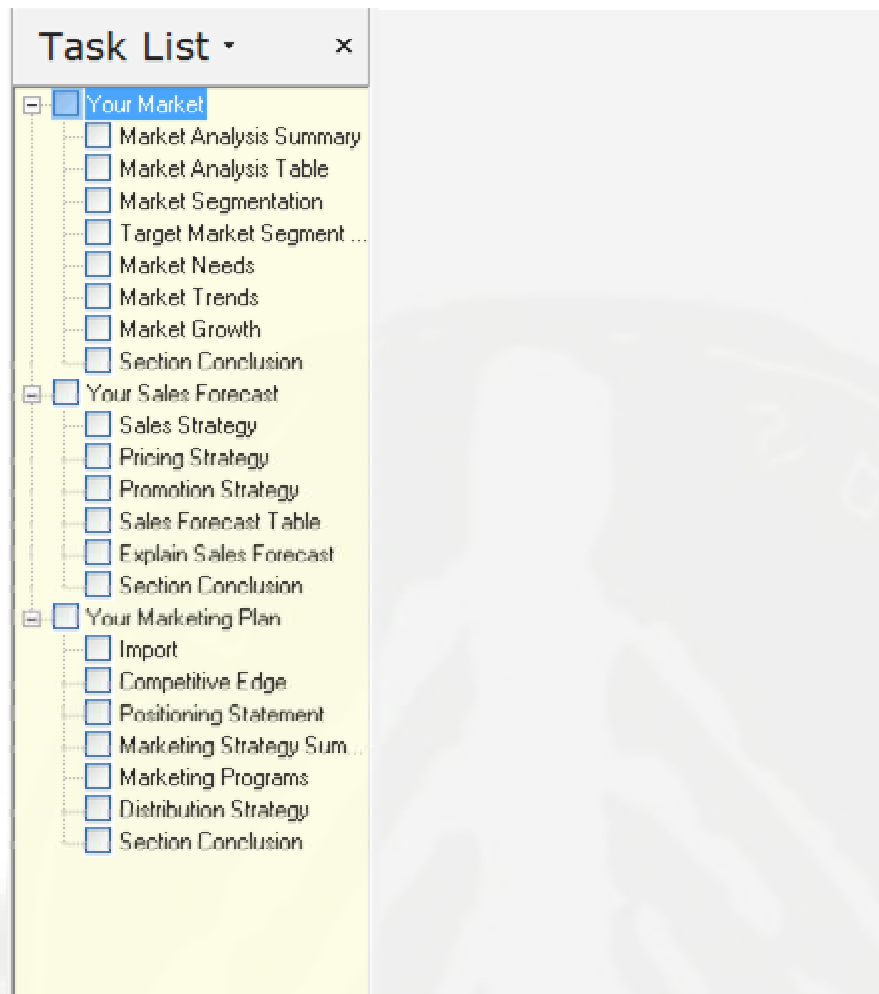 Task List
Your Market
Market Analysis Summary
Market Analysis Table
Market Segmentation
Target Market Segment ...
Market Needs
Market Trends
Market Growth
Section Conclusion
Your Sales Forecast
Sales Strategy
Pricing Strategy
Promotion Strategy
Sales Forecast Table
Explain Sales Forecast
Section Conclusion
Your Marketing Plan
Import
Competitive Edge
Positioning Statement
Marketing Strategy Sum...
Marketing Programs
Distribution Strategy
Section Conclusion